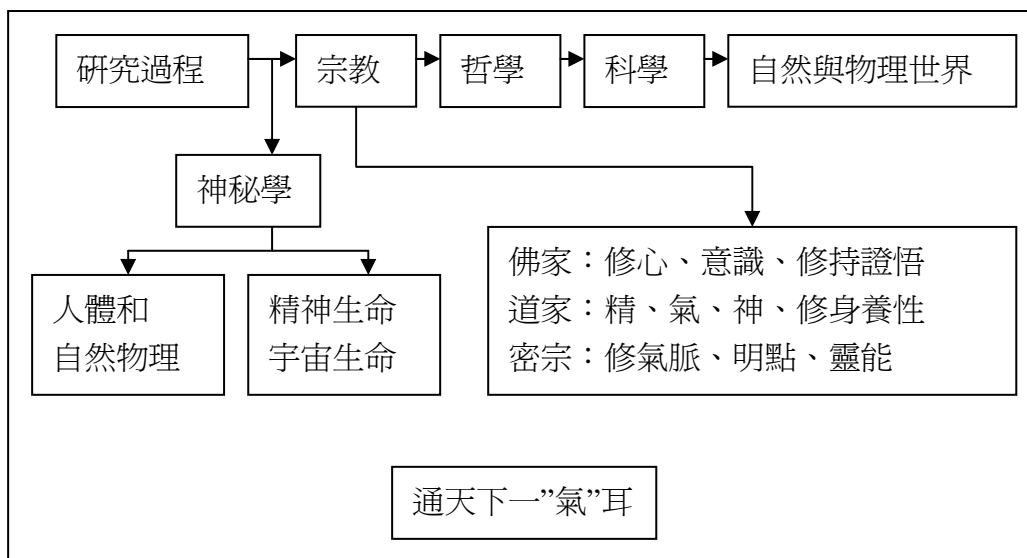 研究過程
宗教
哲學
科學
自然與物理世界
神秘學
人體和
自然物理
精神生命
宇宙生命
佛家：修心、意識、修持證悟
道家：精、氣、神、修身養性
密宗：修氣脈、明點、靈能
通天下一”氣”耳